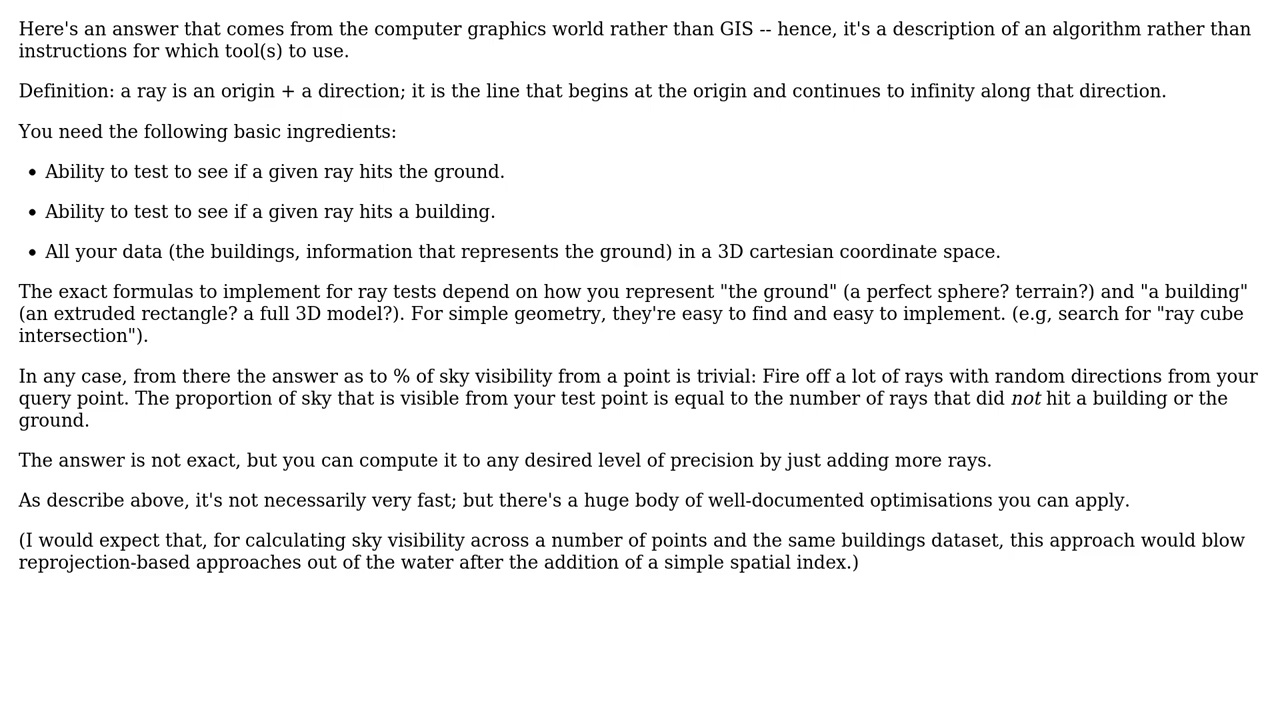 Here's an answer that comes from the computer graphics world rather than GIS -- hence, it's a description of an algorithm rather than
instructions for which tool(s) to use.
Definition: a ray is an origin + a direction; it is the line that begins at the origin and continues to infinity along that direction.
You need the following basic ingredients:
• Ability to test to see if a given ray hits the ground.
• Ability to test to see if a given ray hits a building.
• All your data (the buildings, information that represents the ground) in a 3D cartesian coordinate space.
The exact formulas to implement for ray tests depend on how you represent "the ground" (a perfect sphere? terrain?) and "a building"
(an extruded rectangle? a full 3D model?). For simple geometry, they're easy to find and easy to implement. (e.g, search for "ray cube
intersection").
In any case, from there the answer as to % of sky visibility from a point is trivial: Fire off a lot of rays with random directions from your
query point. The proportion of sky that is visible from your test point is equal to the number of rays that did not hit a building or the
ground.
The answer is not exact, but you can compute it to any desired level of precision by just adding more rays.
As describe above, it's not necessarily very fast; but there's a huge body of well-documented optimisations you can apply.
(I would expect that, for calculating sky visibility across a number of points and the same buildings dataset, this approach would blow
reprojection-based approaches out of the water after the addition of a simple spatial index.)